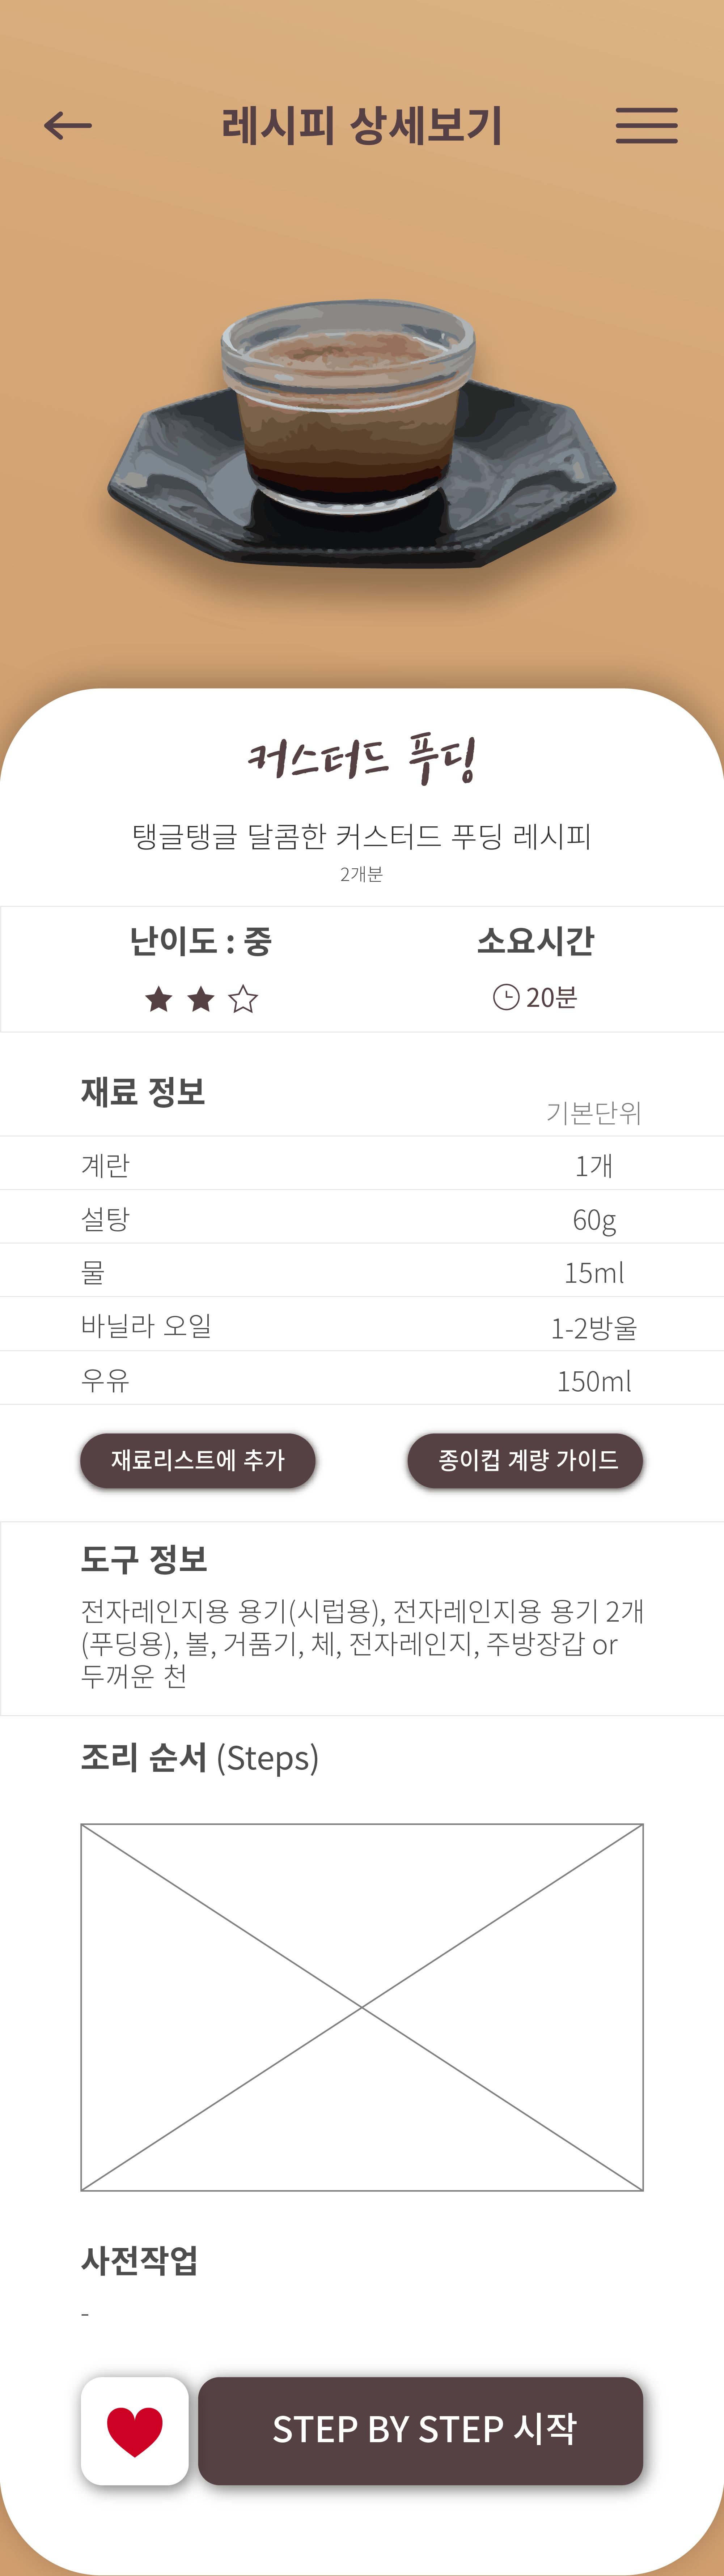 레시피 상세보기
커스터드 푸딩
탱글탱글 달콤한 커스터드 푸딩 레시피
2개분
난이도 : 중
소요시간
20분
재료 정보
기본단위
계란 1개
설탕 60g
물 15ml
바닐라 오일 1-2방울
우유 150ml
재료리스트에 추가
종이컵 계량 가이드
도구 정보
전자레인지용 용기(시럽용), 전자레인지용 용기 2개
(푸딩용), 볼, 거품기, 체, 전자레인지, 주방장갑 or
두꺼운 천
조리 순서 (Steps)
사전작업
-
STEP BY STEP 시작